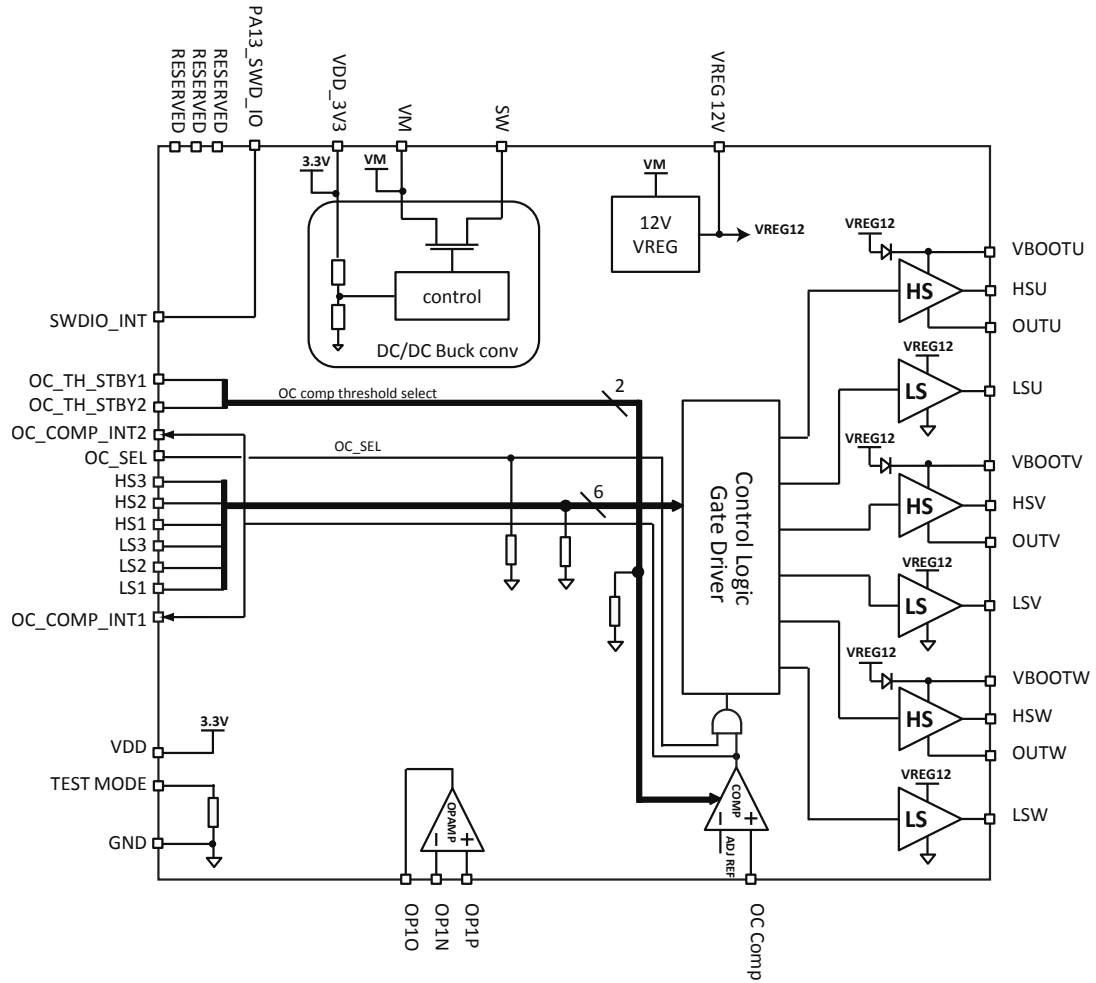 RESERVED
RESERVED
RESERVED
PA13_SWD_IO
VDD_3V3
VM
SW
VREG 12V
3.3V
VM
VM
12V
VREG
VREG12
control
DC/DC Buck conv
SWDIO_INT
OC_TH_STBY1
OC_TH_STBY2
OC_COMP_INT2
OC_SEL
HS3
HS2
HS1
LS3
LS2
LS1
OC_COMP_INT1
OC comp threshold select
2
OC_SEL
6
Control Logic
Gate Driver
VREG12
HS
VBOOTU
HSU
OUTU
VREG12
LS
LSU
VREG12
HS
VBOOTV
HSV
OUTV
VREG12
LS
LSV
VREG12
HS
VBOOTW
HSW
OUTW
VREG12
LS
LSW
3.3V
VDD
TEST MODE
GND
OPAMP
− +
COMP
− +
ADJ REF
OP1O
OP1N
OP1P
OC Comp